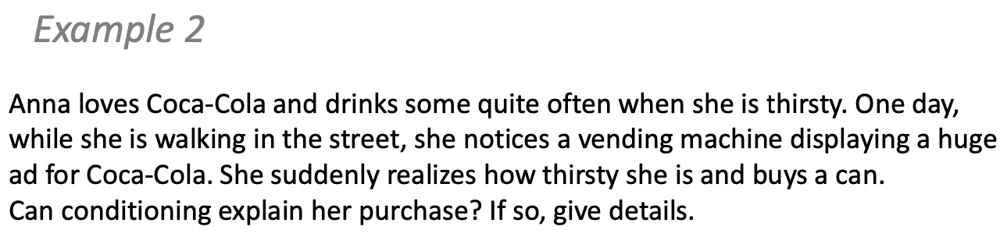 Example 2
Anna loves Coca-Cola and drinks some quite often when she is thirsty. One day,
while she is walking in the street, she notices a vending machine displaying a huge
ad for Coca-Cola. She suddenly realizes how thirsty she is and buys a can.
Can conditioning explain her purchase? If so, give details.